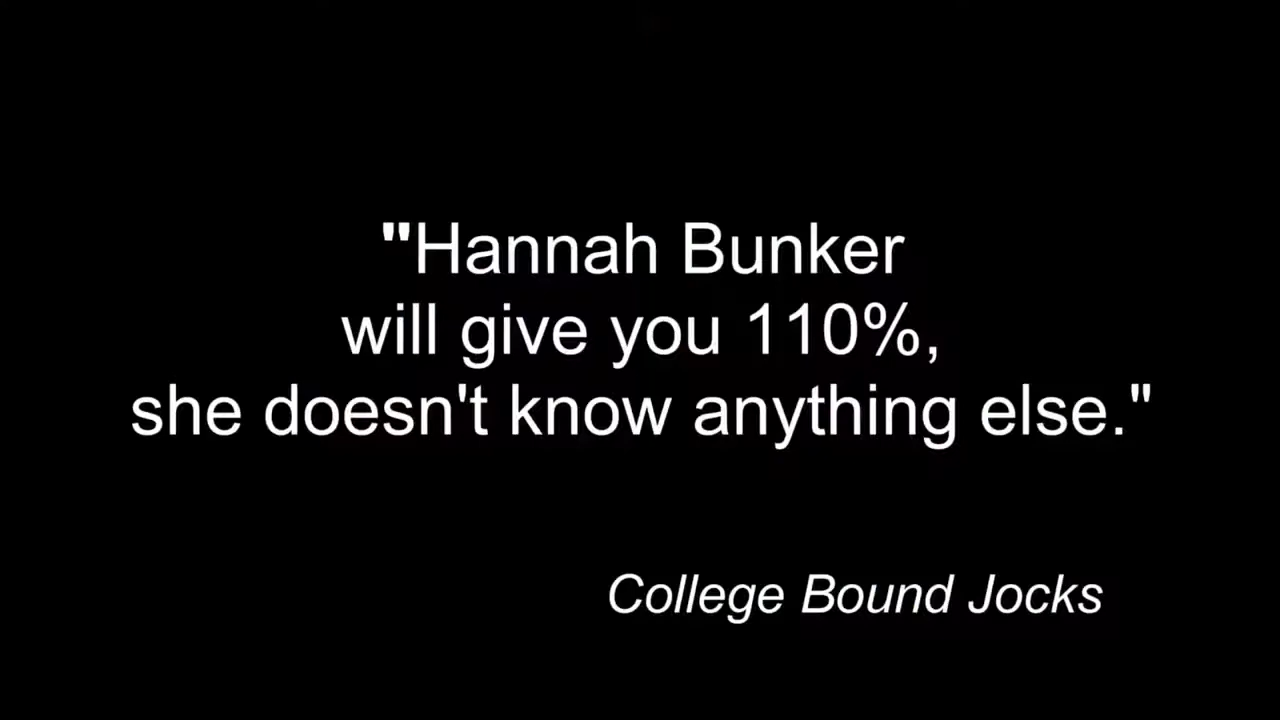 "Hannah Bunker
will give you 110%,
she doesn't know anything else."
College Bound Jocks